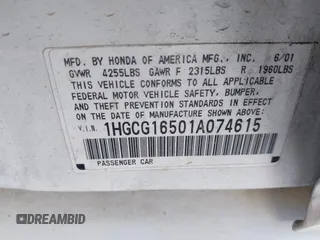 MFD. BY HONDA OF AMERICA MFG., INC. 6/01
GVWR 4255LBS GAWR F 2315LBS R 1960LBS
THIS VEHICLE CONFORMS TO ALL APPLICABLE
FEDERAL MOTOR VEHICLE SAFETY, BUMPER,
AND THEFT PREVENTION STANDARDS IN EFFECT
ON THE DATE OF MANUFACTURE SHOWN ABOVE.
V.I.N. 1HGCG16501A074615
PASSENGER CAR
BIDCARS